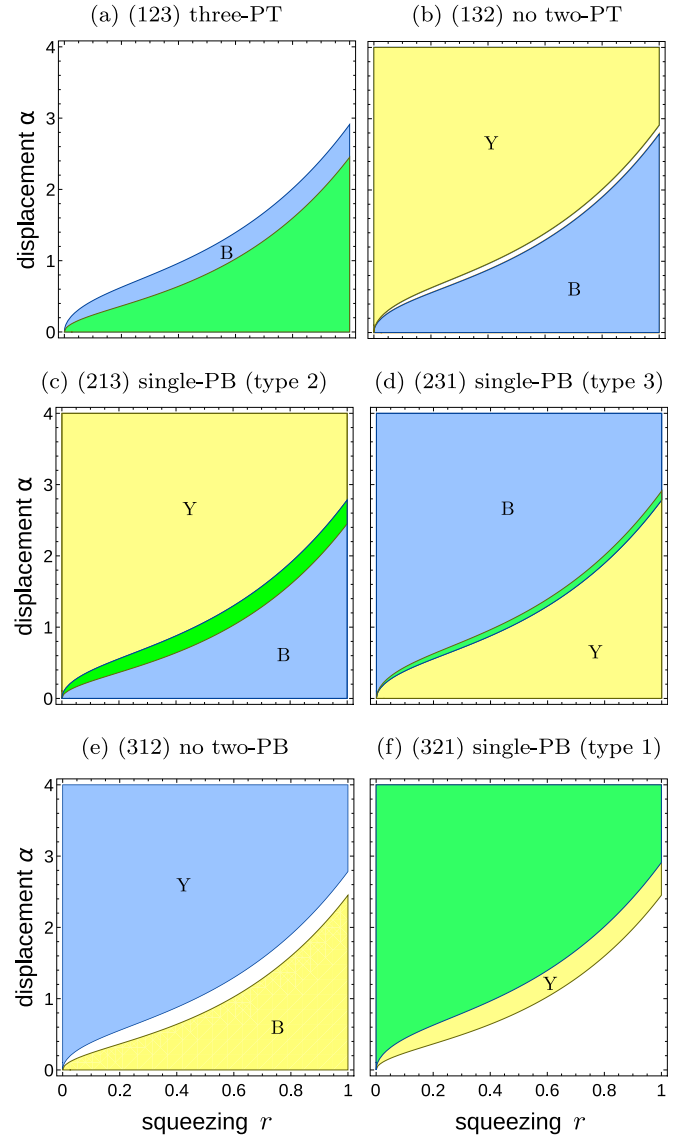 (a) (123) three-PT
(b) (132) no two-PT
4
3
2
1
0
displacement α
B
Y
B
(c) (213) single-PB (type 2)
(d) (231) single-PB (type 3)
4
3
2
1
0
displacement α
Y
B
B
Y
(e) (312) no two-PB
(f) (321) single-PB (type 1)
4
3
2
1
0
displacement α
Y
B
Y
0 0.2 0.4 0.6 0.8 1
0 0.2 0.4 0.6 0.8 1
squeezing r
squeezing r